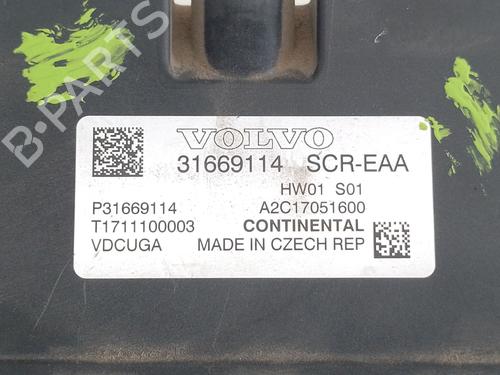 VOLVO
31669114 SCR-EAA
HW01 S01
P31669114 A2C17051600
T1711100003 CONTINENTAL
VDCUGA MADE IN CZECH REP
B-PARTS